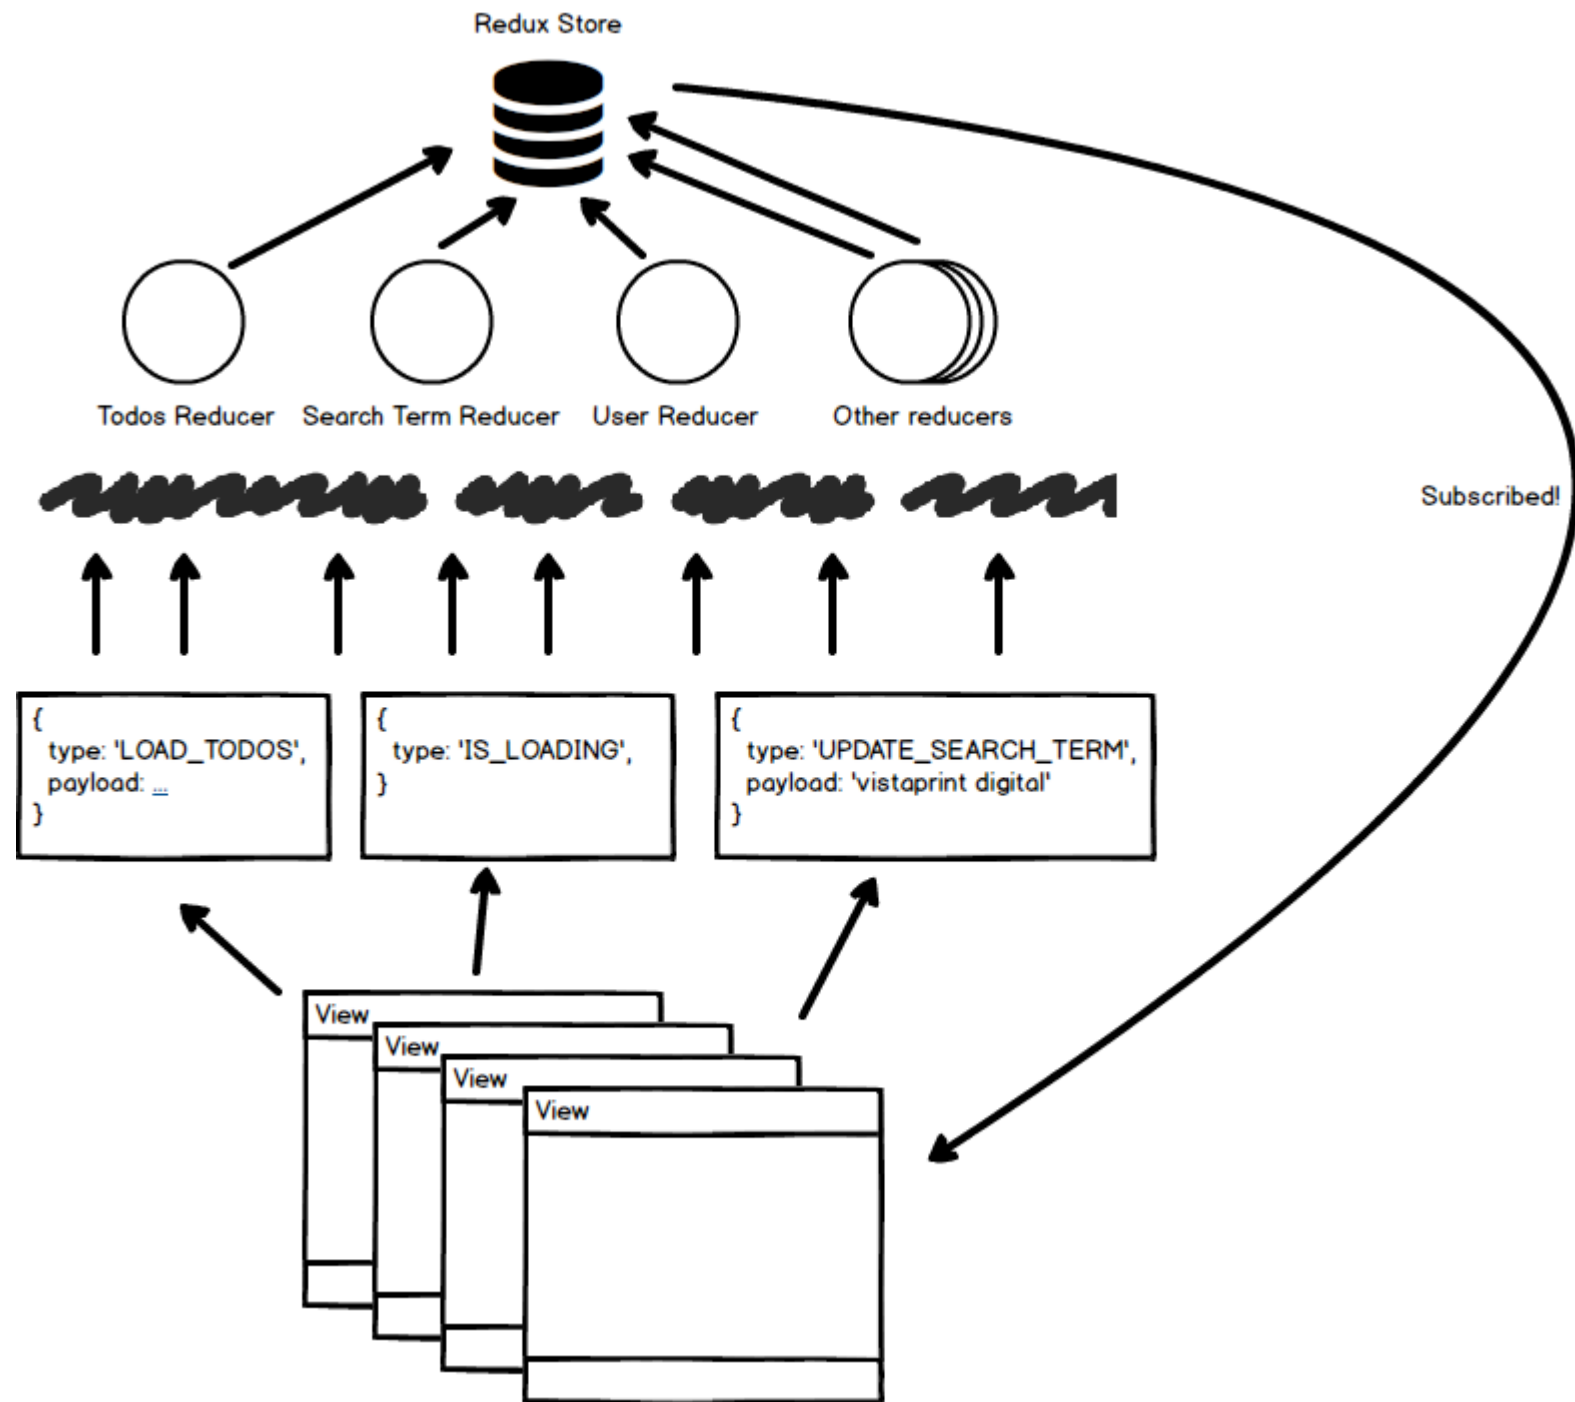 Redux Store
Todos Reducer
Search Term Reducer
User Reducer
Other reducers
Subscribed!
{
type: 'LOAD_TODOS',
payload: ...
}
{
type: 'IS_LOADING',
}
{
type: 'UPDATE_SEARCH_TERM',
payload: 'vistaprint digital'
}
View
View
View
View